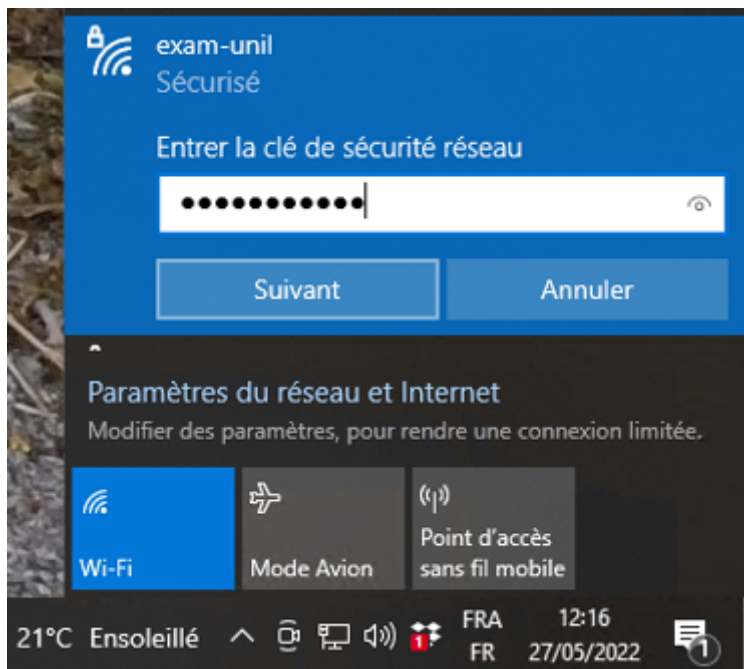 exam-unil
Sécurisé
Entrer la clé de sécurité réseau
●●●●●●●●●●●
Suivant
Annuler
Paramètres du réseau et Internet
Modifier des paramètres, pour rendre une connexion limitée.
Wi-Fi
Mode Avion
Point d'accès
sans fil mobile
21°C Ensoleillé
1
FRA
FR
12:16
27/05/2022
1